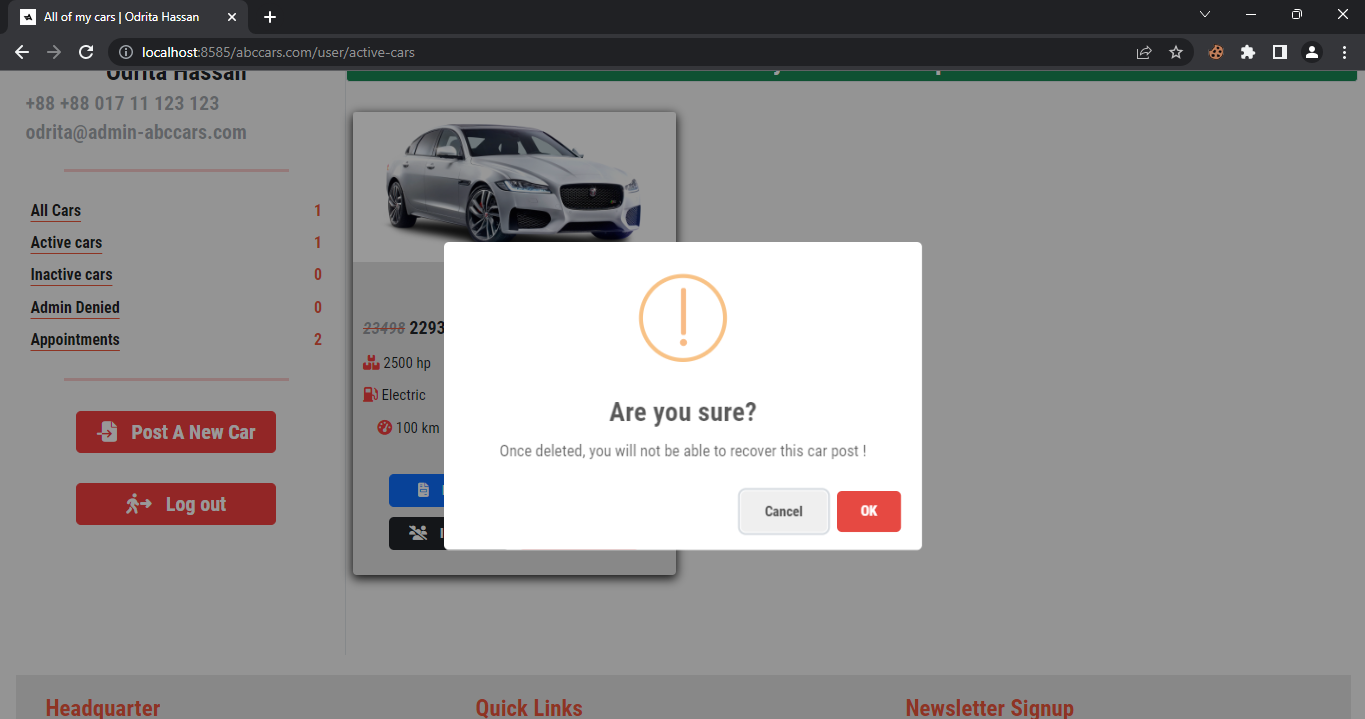 All of my cars | Odrita Hassan
localhost:8585/abccars.com/user/active-cars
Odrita Hassan
+88 +88 017 11 123 123
odrita@admin-abccars.com
All Cars 1
Active cars 1
Inactive cars 0
Admin Denied 0
Appointments 2
Post A New Car
Log out
23498 2293
2500 hp
Electric
100 km
Are you sure?
Once deleted, you will not be able to recover this car post !
Cancel OK
Headquarter Quick Links Newsletter Signup